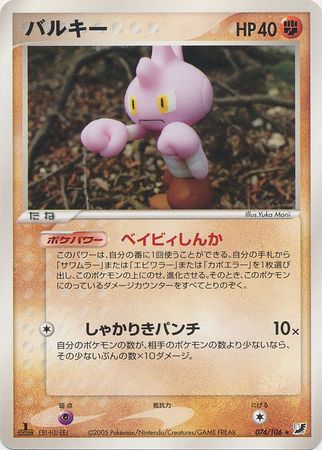 バルキー HP40
たね Illus.Yuka Morii
ポケパワー ベイビィしんか
このパワーは、自分の番に1回使うことができる。自分の手札から
「サワムラー」または「エビワラー」または「カポエラー」を1枚選び
出し、このポケモンの上にのせ、進化させる。そのとき、このポケモンに
のっているダメージカウンターをすべてとりのぞく。
しゃかりきパンチ 10×
自分のポケモンの数が、相手のポケモンの数より少ないなら、
その少ないぶんの数×10ダメージ。
弱点 抵抗力 にげる
1 EDITION EBI-HIJ EEJ ©2005 Pokémon/Nintendo/Creatures/GAME FREAK 074/106 ★